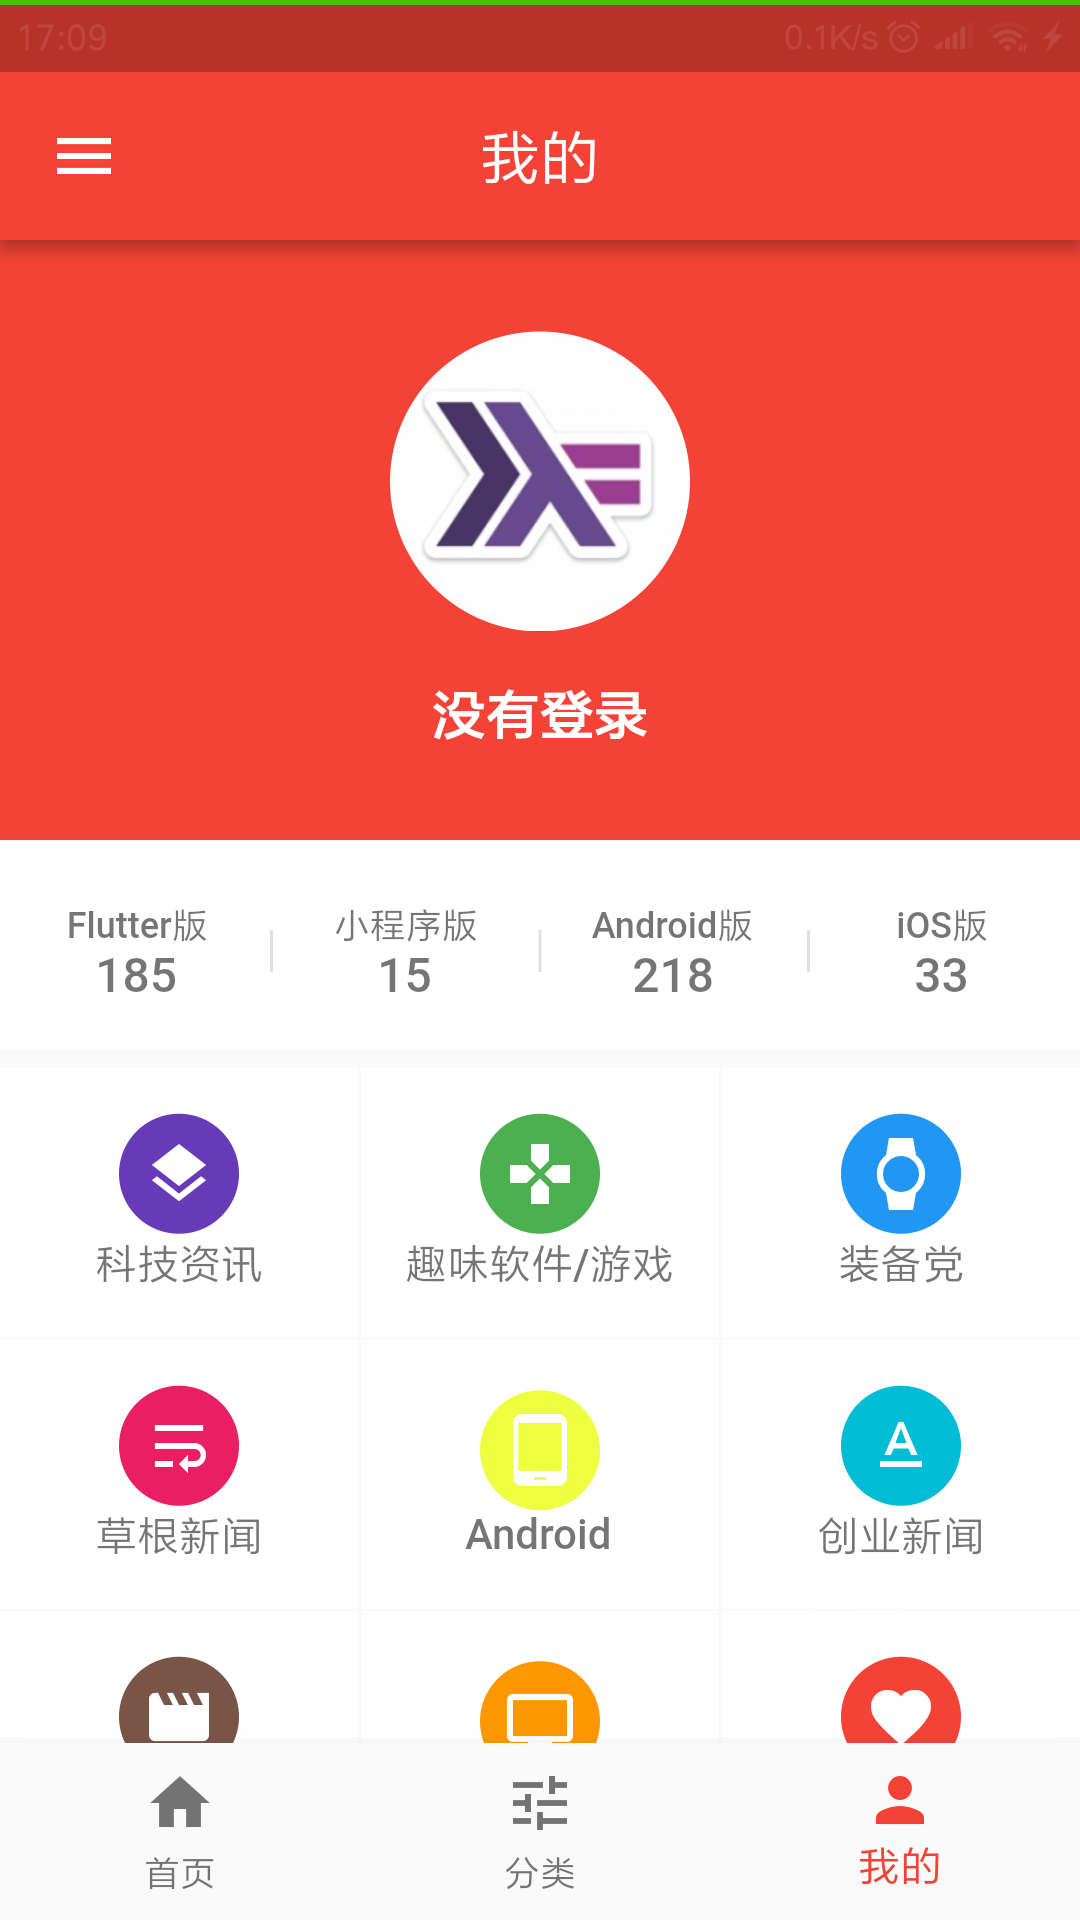 17:09 0.1K/s
我的
没有登录
Flutter版 小程序版 Android版 iOS版
185 15 218 33
科技资讯 趣味软件/游戏 装备党
草根新闻 Android 创业新闻
首页 分类 我的